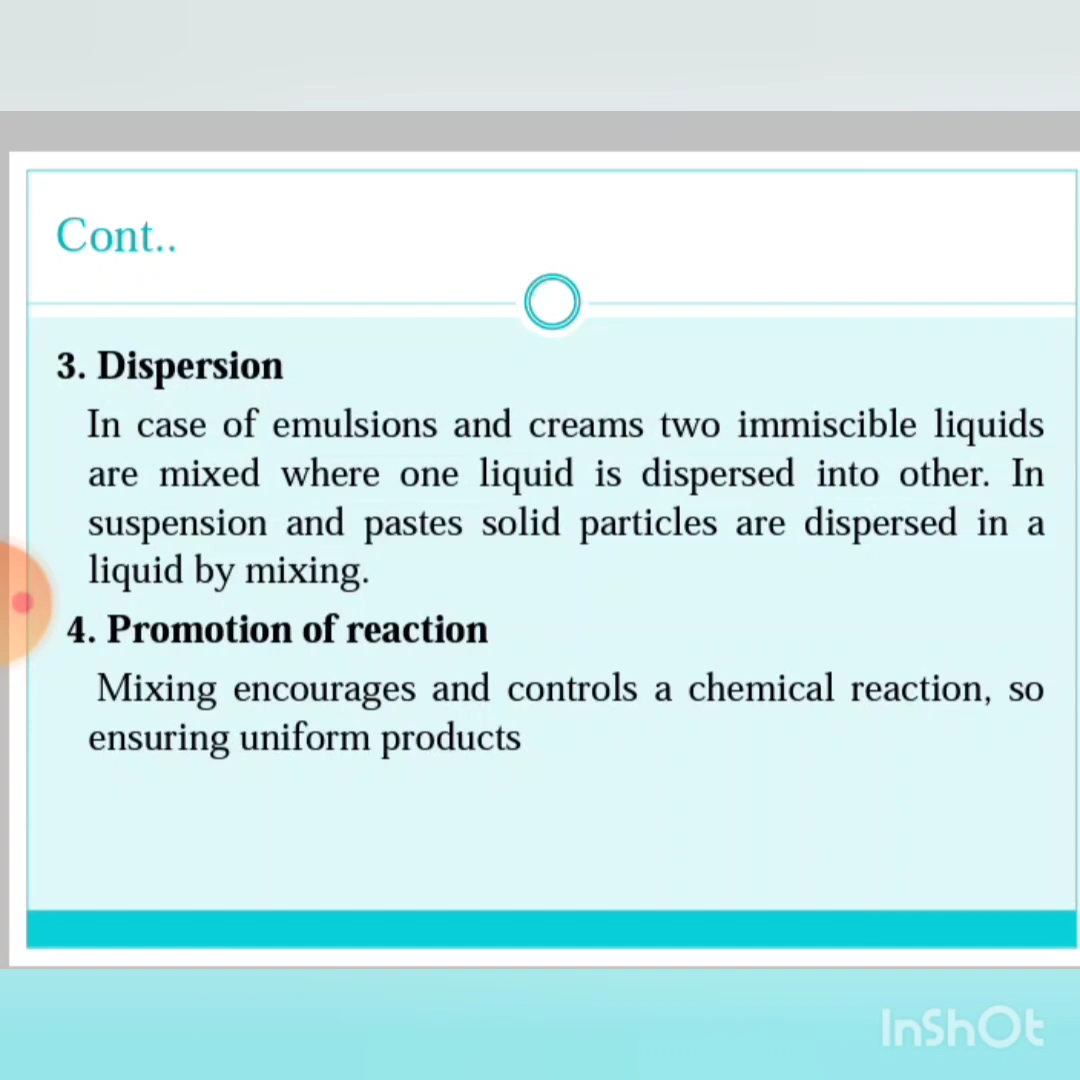 Cont..
3. Dispersion
In case of emulsions and creams two immiscible liquids
are mixed where one liquid is dispersed into other. In
suspension and pastes solid particles are dispersed in a
liquid by mixing.
4. Promotion of reaction
Mixing encourages and controls a chemical reaction, so
ensuring uniform products
InShOt